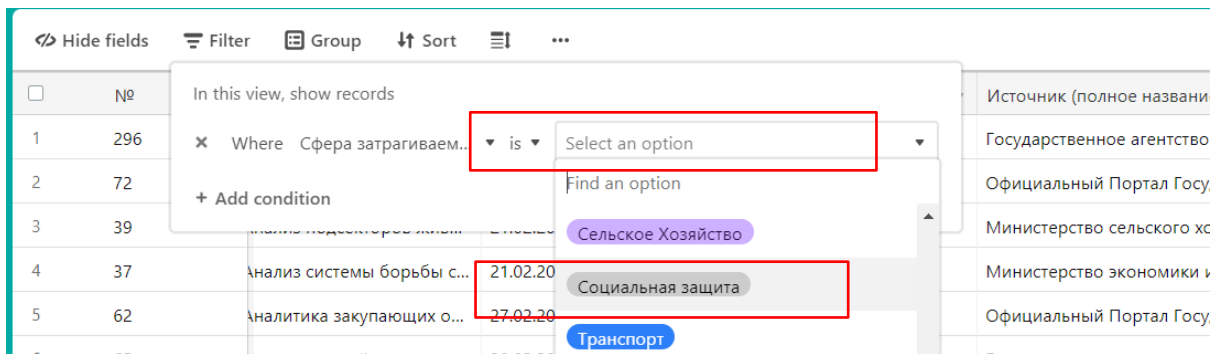 Hide fields Filter Group Sort ...
№ Источник (полное названи
In this view, show records
1 296 Государственное агентство
× Where Сфера затрагиваем... is Select an option
2 72 Find an option Официальный Портал Госу
+ Add condition
3 39 Сельское Хозяйство Министерство сельского хо
4 37 Анализ системы борьбы с... 21.02.20 Социальная защита Министерство экономики и
5 62 Аналитика закупающих о... 27.02.20 Официальный Портал Госу
Транспорт